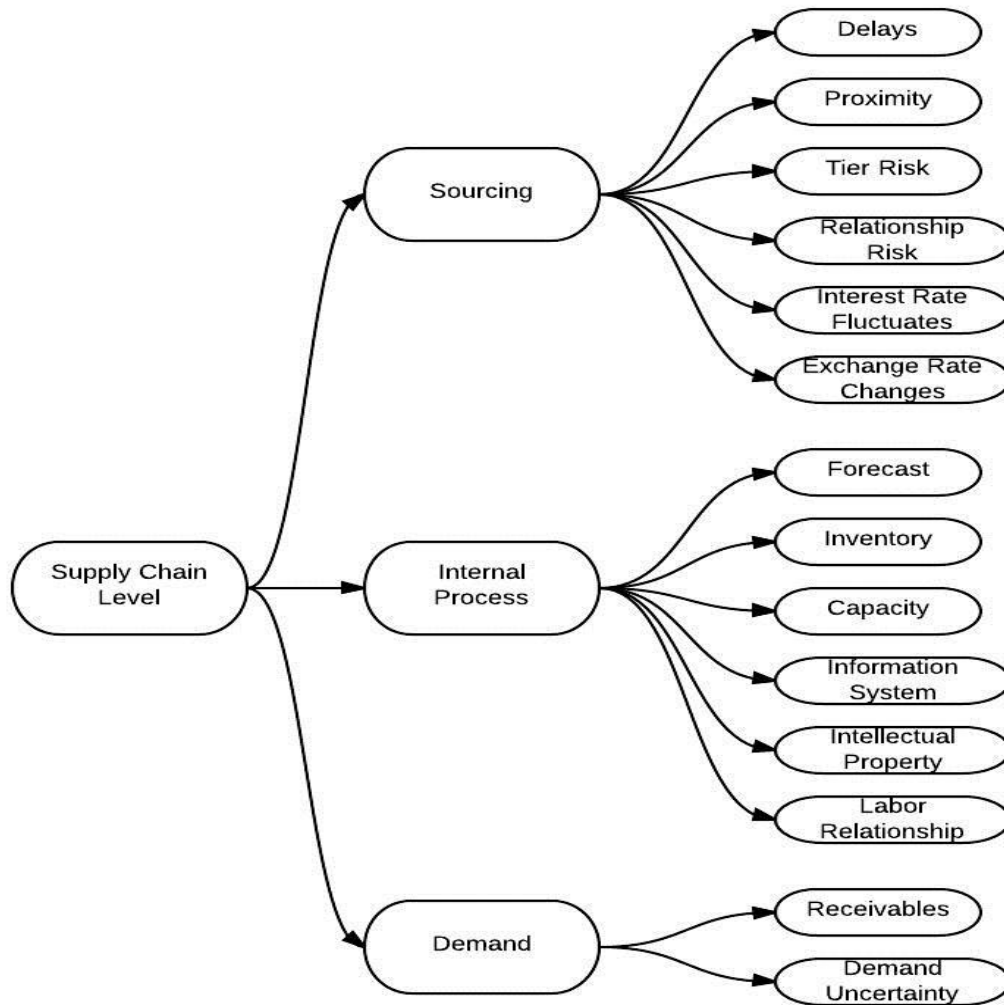 Delays
Proximity
Tier Risk
Sourcing
Relationship
Risk
Interest Rate
Fluctuates
Exchange Rate
Changes
Forecast
Inventory
Supply Chain
Level
Internal
Process
Capacity
Information
System
Intellectual
Property
Labor
Relationship
Receivables
Demand
Demand
Uncertainty